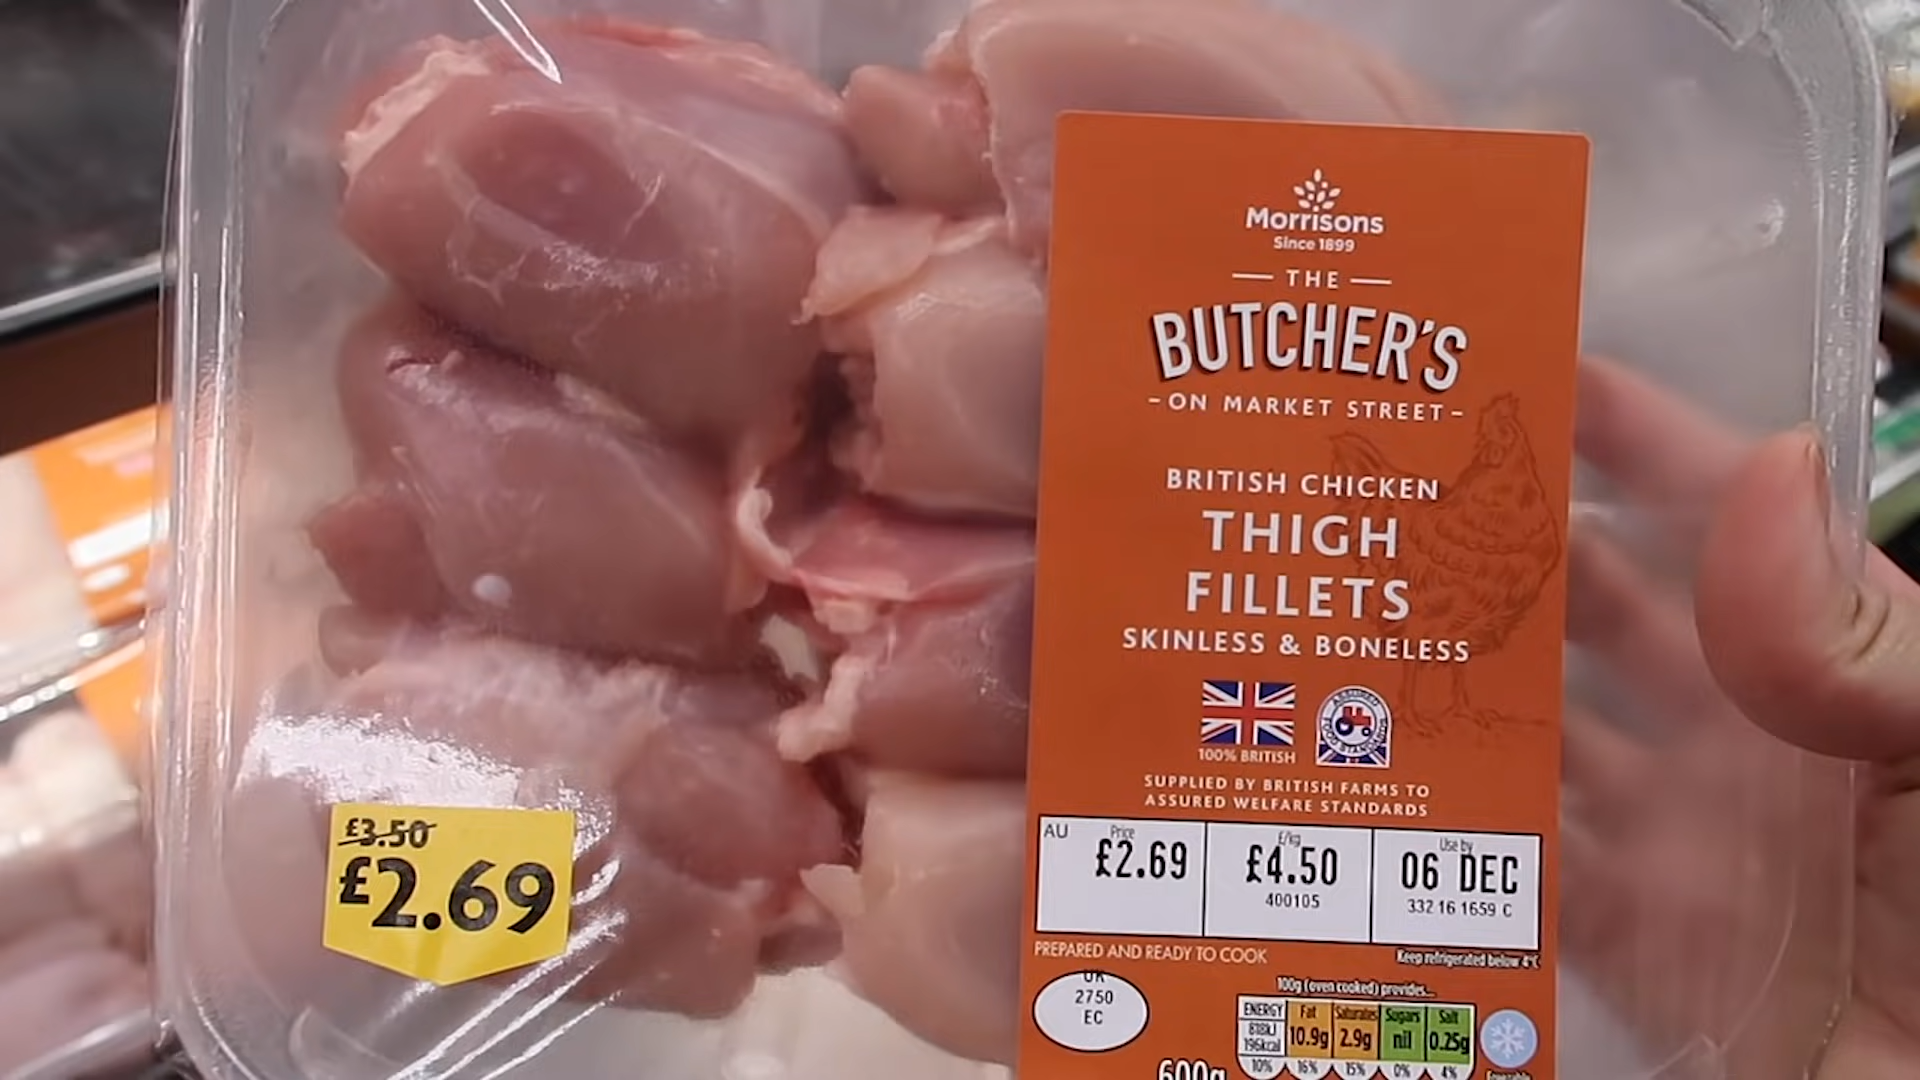 Morrisons
Since 1899
THE
BUTCHER'S
-ON MARKET STREET-
BRITISH CHICKEN
THIGH
FILLETS
SKINLESS & BONELESS
100% BRITISH
SUPPLIED BY BRITISH FARMS TO
ASSURED WELFARE STANDARDS
£3.50
£2.69
AU Price £/kg Use by
£2.69 £4.50 06 DEC
400105 332 16 1659 C
PREPARED AND READY TO COOK Keep refrigerated below 4°C
UK
2750
EC
100g (oven cooked) provides...
ENERGY Fat Saturates Sugars Salt
818kJ
196kcal 10.9g 2.9g nil 0.25g
10% 16% 15% 0% 4%
600g